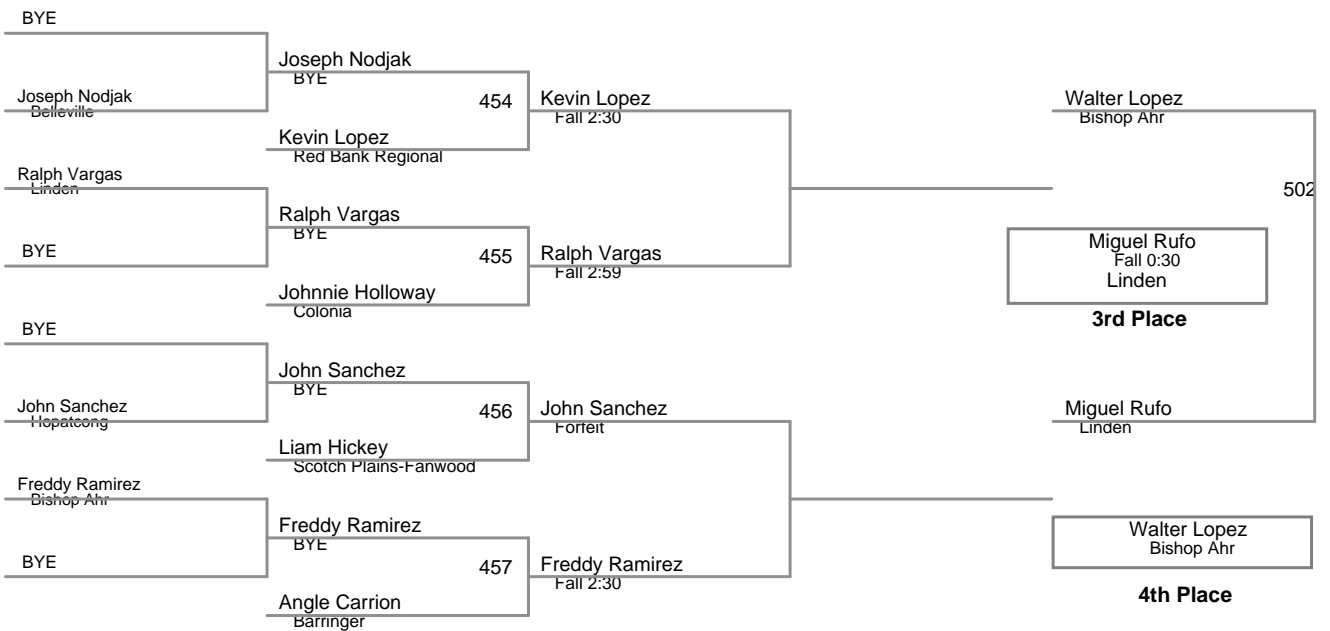 BYE
Joseph Nodjak
BYE
Joseph Nodjak
Belleville
454
Kevin Lopez
Fall 2:30
Walter Lopez
Bishop Ahr
Kevin Lopez
Red Bank Regional
Ralph Vargas
Linden
502
Ralph Vargas
BYE
BYE
455
Ralph Vargas
Fall 2:59
Miguel Rufo
Fall 0:30
Linden
Johnnie Holloway
Colonia
3rd Place
BYE
John Sanchez
BYE
John Sanchez
Hopatcong
456
John Sanchez
Forfeit
Miguel Rufo
Linden
Liam Hickey
Scotch Plains-Fanwood
Freddy Ramirez
Bishop Ahr
Freddy Ramirez
BYE
Walter Lopez
Bishop Ahr
BYE
457
Freddy Ramirez
Fall 2:30
4th Place
Angle Carrion
Barringer